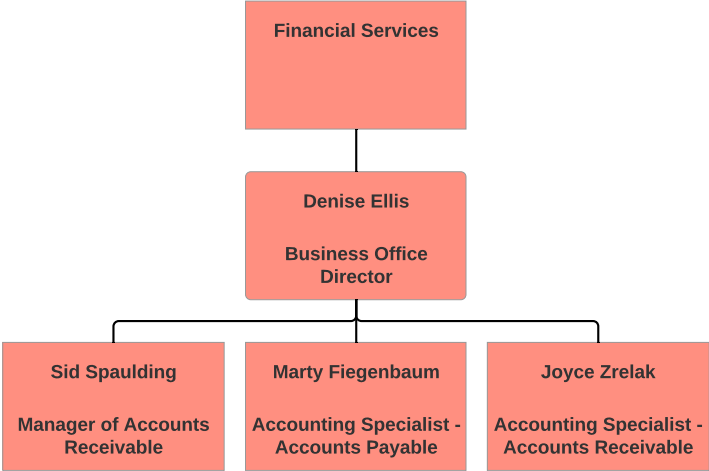 Financial Services
Denise Ellis
Business Office
Director
Sid Spaulding
Manager of Accounts
Receivable
Marty Fiegenbaum
Accounting Specialist -
Accounts Payable
Joyce Zrelak
Accounting Specialist -
Accounts Receivable